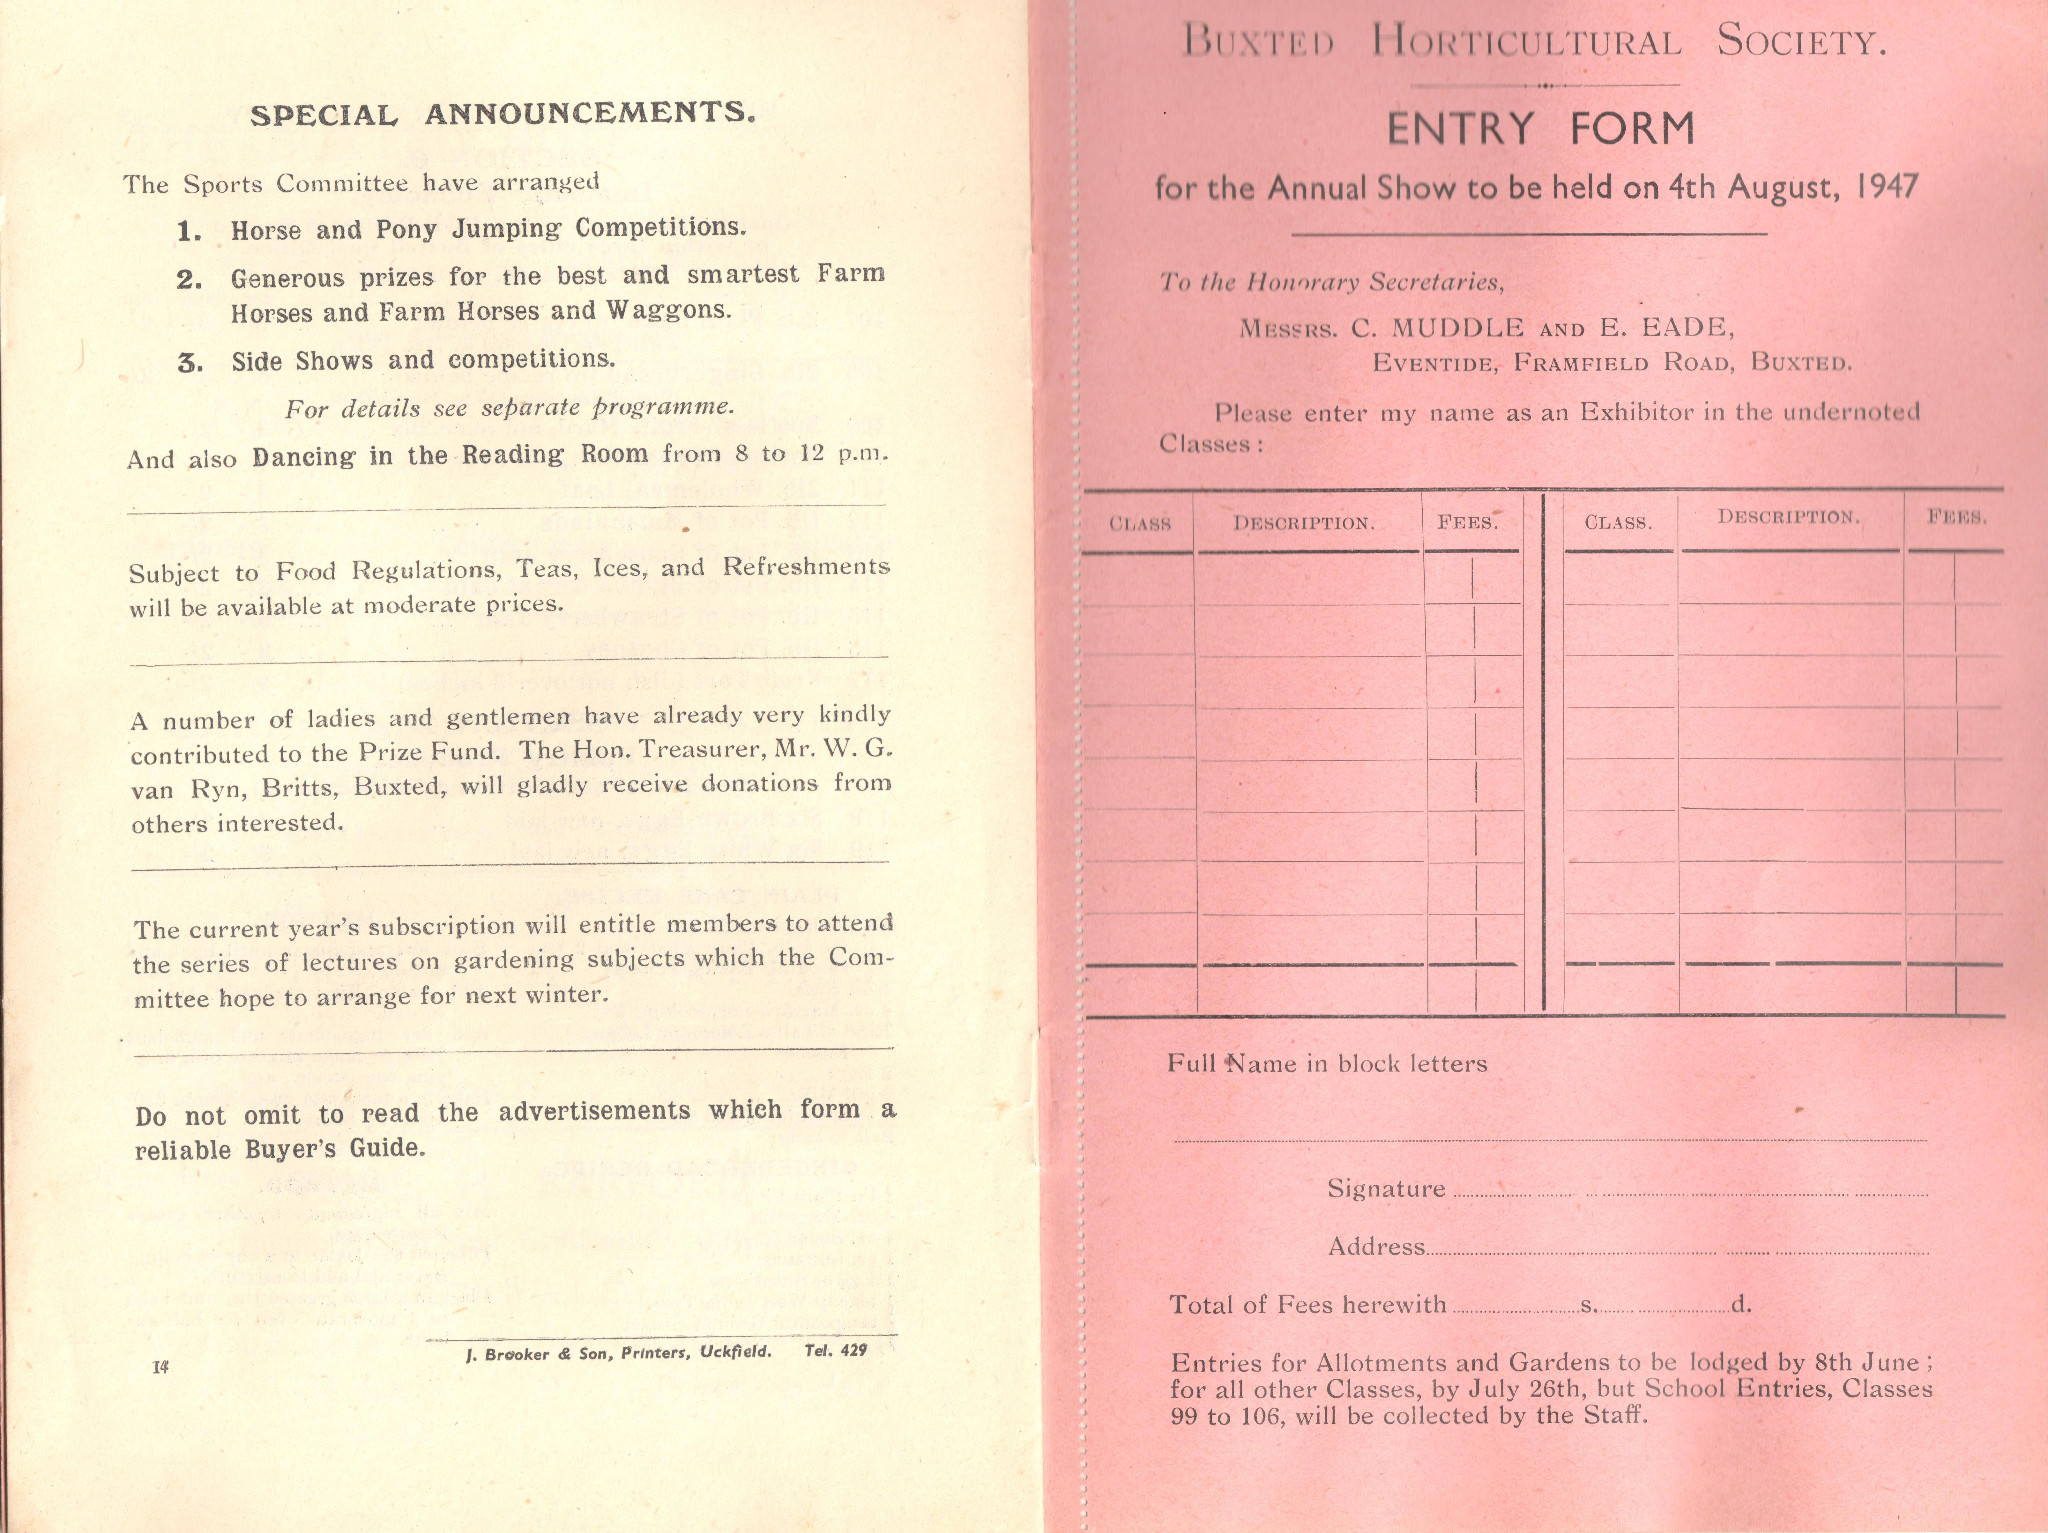 SPECIAL ANNOUNCEMENTS.
The Sports Committee have arranged
1. Horse and Pony Jumping Competitions.
2. Generous prizes for the best and smartest Farm
Horses and Farm Horses and Waggons.
3. Side Shows and competitions.
For details see separate programme.
And also Dancing in the Reading Room from 8 to 12 p.m.
Subject to Food Regulations, Teas, Ices, and Refreshments
will be available at moderate prices.
A number of ladies and gentlemen have already very kindly
contributed to the Prize Fund. The Hon. Treasurer, Mr. W. G.
van Ryn, Britts, Buxted, will gladly receive donations from
others interested.
The current year's subscription will entitle members to attend
the series of lectures on gardening subjects which the Com-
mittee hope to arrange for next winter.
Do not omit to read the advertisements which form a
reliable Buyer's Guide.
J. Brooker & Son, Printers, Uckfield. Tel. 429
14
BUXTED HORTICULTURAL SOCIETY.
ENTRY FORM
for the Annual Show to be held on 4th August, 1947
To the Honorary Secretaries,
MESSRS. C. MUDDLE AND E. EADE,
EVENTIDE, FRAMFIELD ROAD, BUXTED.
Please enter my name as an Exhibitor in the undernoted
Classes :
CLASS DESCRIPTION. FEES. CLASS. DESCRIPTION. FEES.
Full Name in block letters
Signature
Address
Total of Fees herewith s. d.
Entries for Allotments and Gardens to be lodged by 8th June ;
for all other Classes, by July 26th, but School Entries, Classes
99 to 106, will be collected by the Staff.